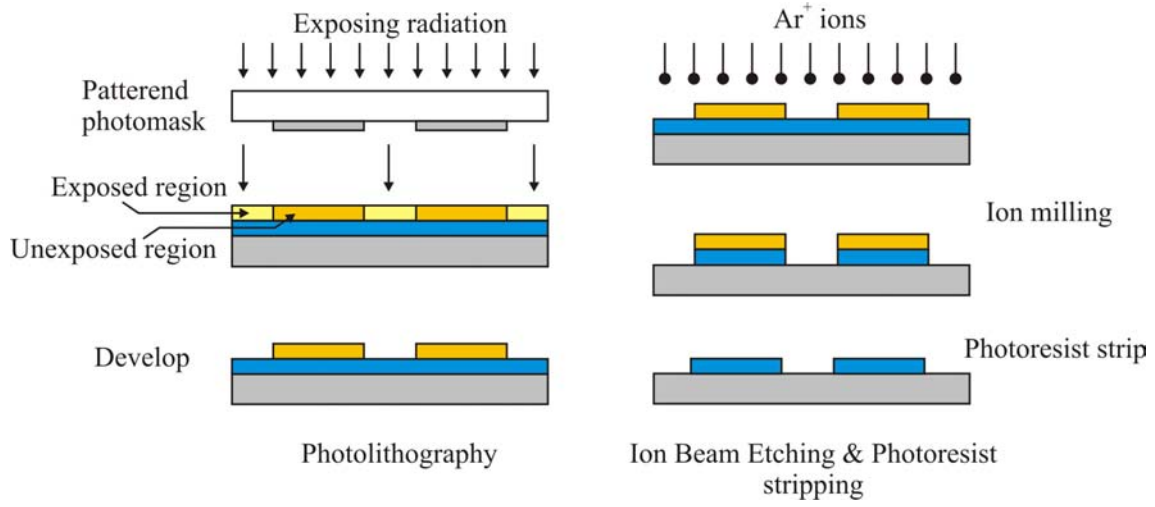 Exposing radiation
Patterend
photomask
Exposed region
Unexposed region
Develop
Photolithography
Ar+ ions
Ion milling
Photoresist strip
Ion Beam Etching & Photoresist
stripping